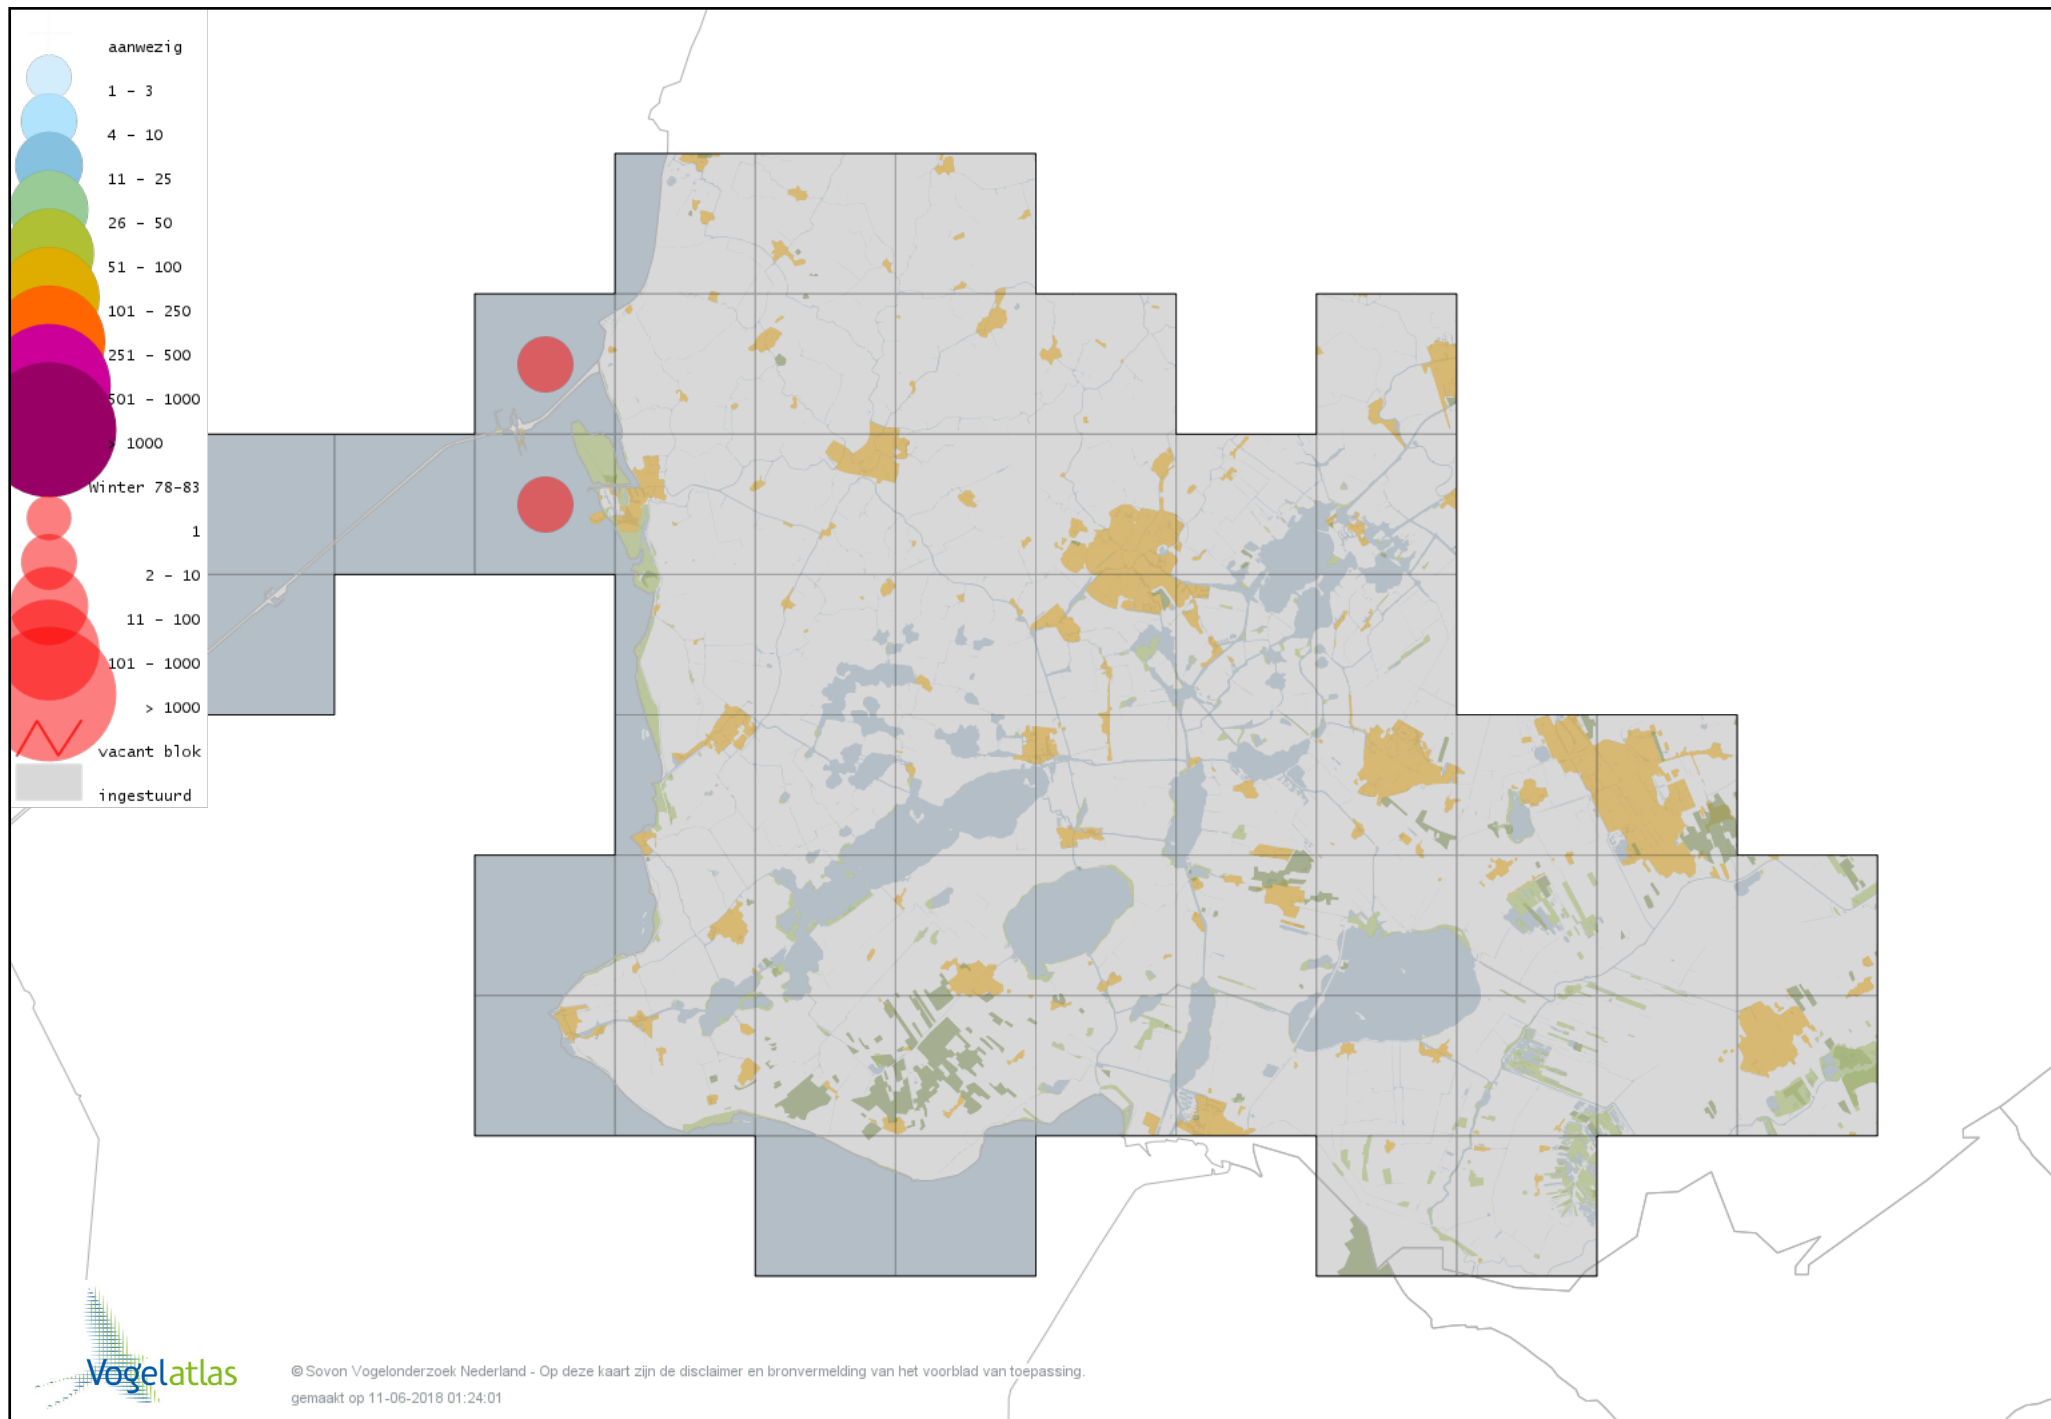 aanwezig
1 - 3
4 - 10
11 - 25
26 - 50
51 - 100
101 - 250
251 - 500
501 - 1000
> 1000
Winter 78-83
1
2 - 10
11 - 100
101 - 1000
> 1000
vacant blok
ingestuurd
Vogelatlas
© Sovon Vogelonderzoek Nederland - Op deze kaart zijn de disclaimer en bronvermelding van het voorblad van toepassing.
gemaakt op 11-06-2018 01:24:01